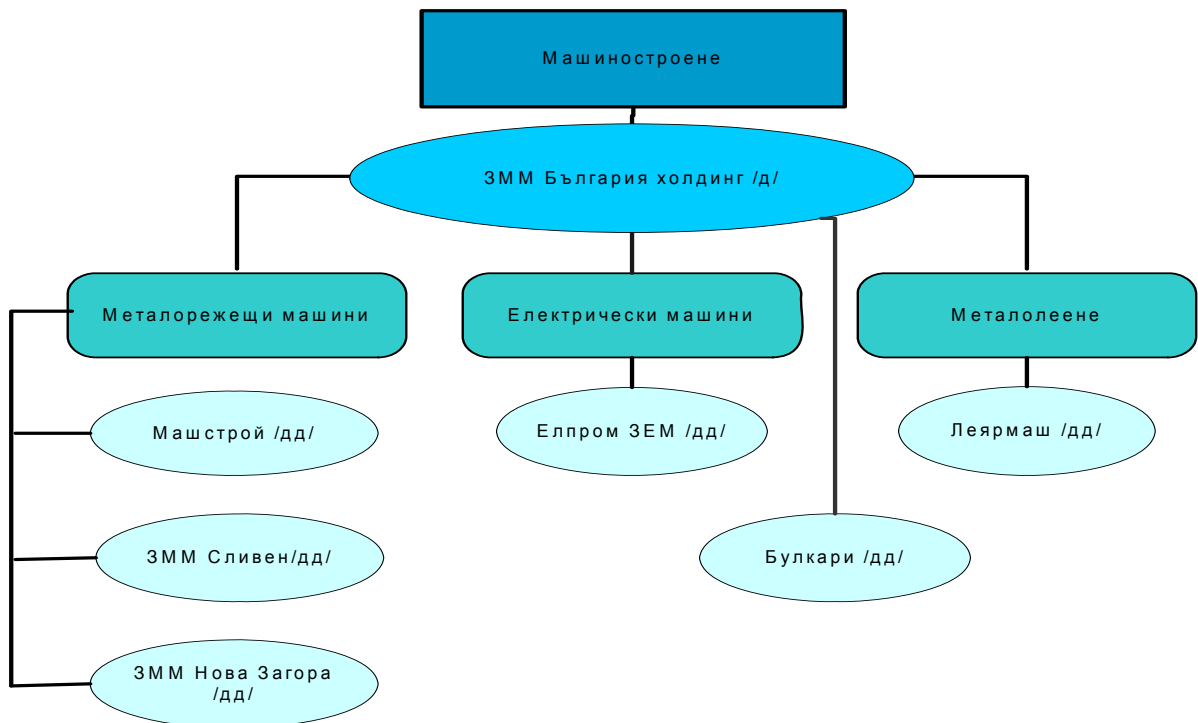 Машиностроене
ЗММ България холдинг /д/
Металорежещи машини
Електрически машини
Металолеене
Машстрой /дд/
Елпром ЗЕМ /дд/
Леярмаш /дд/
ЗММ Сливен/дд/
Булкари /дд/
ЗММ Нова Загора
/дд/